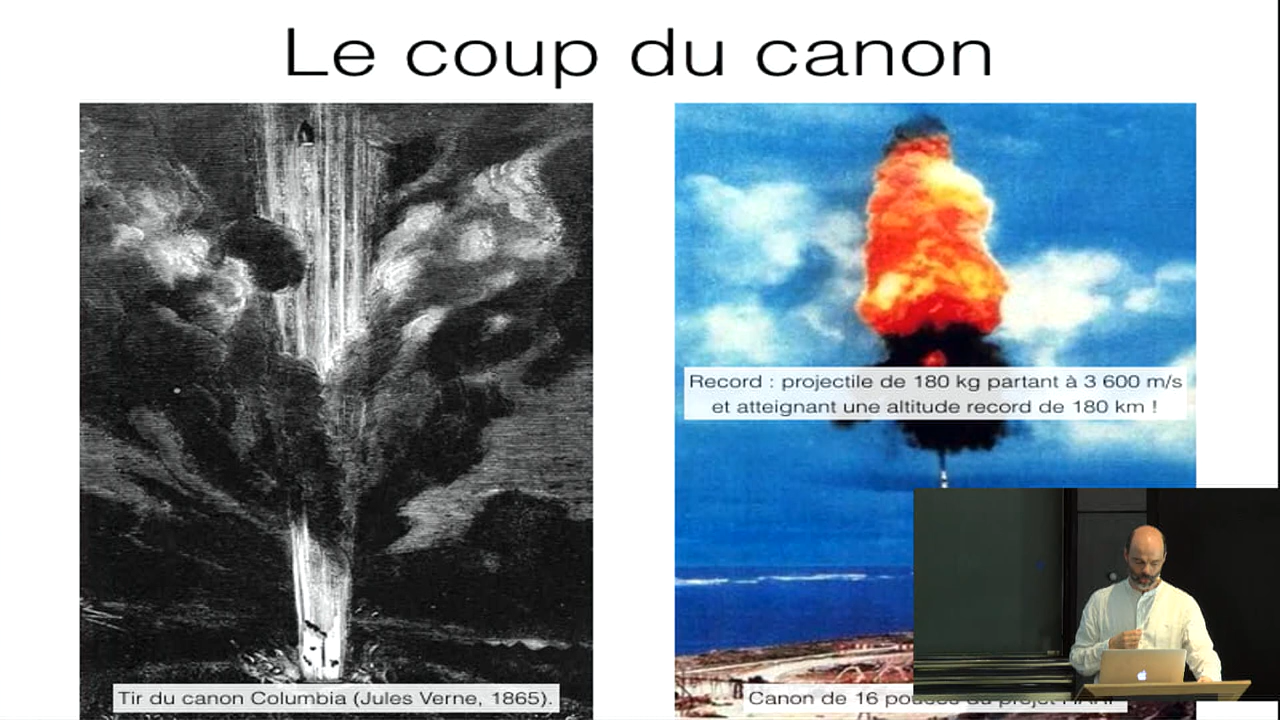 Le coup du canon
Record : projectile de 180 kg partant à 3 600 m/s
et atteignant une altitude record de 180 km !
Tir du canon Columbia (Jules Verne, 1865).
Canon de 16 pouces du projet HARP